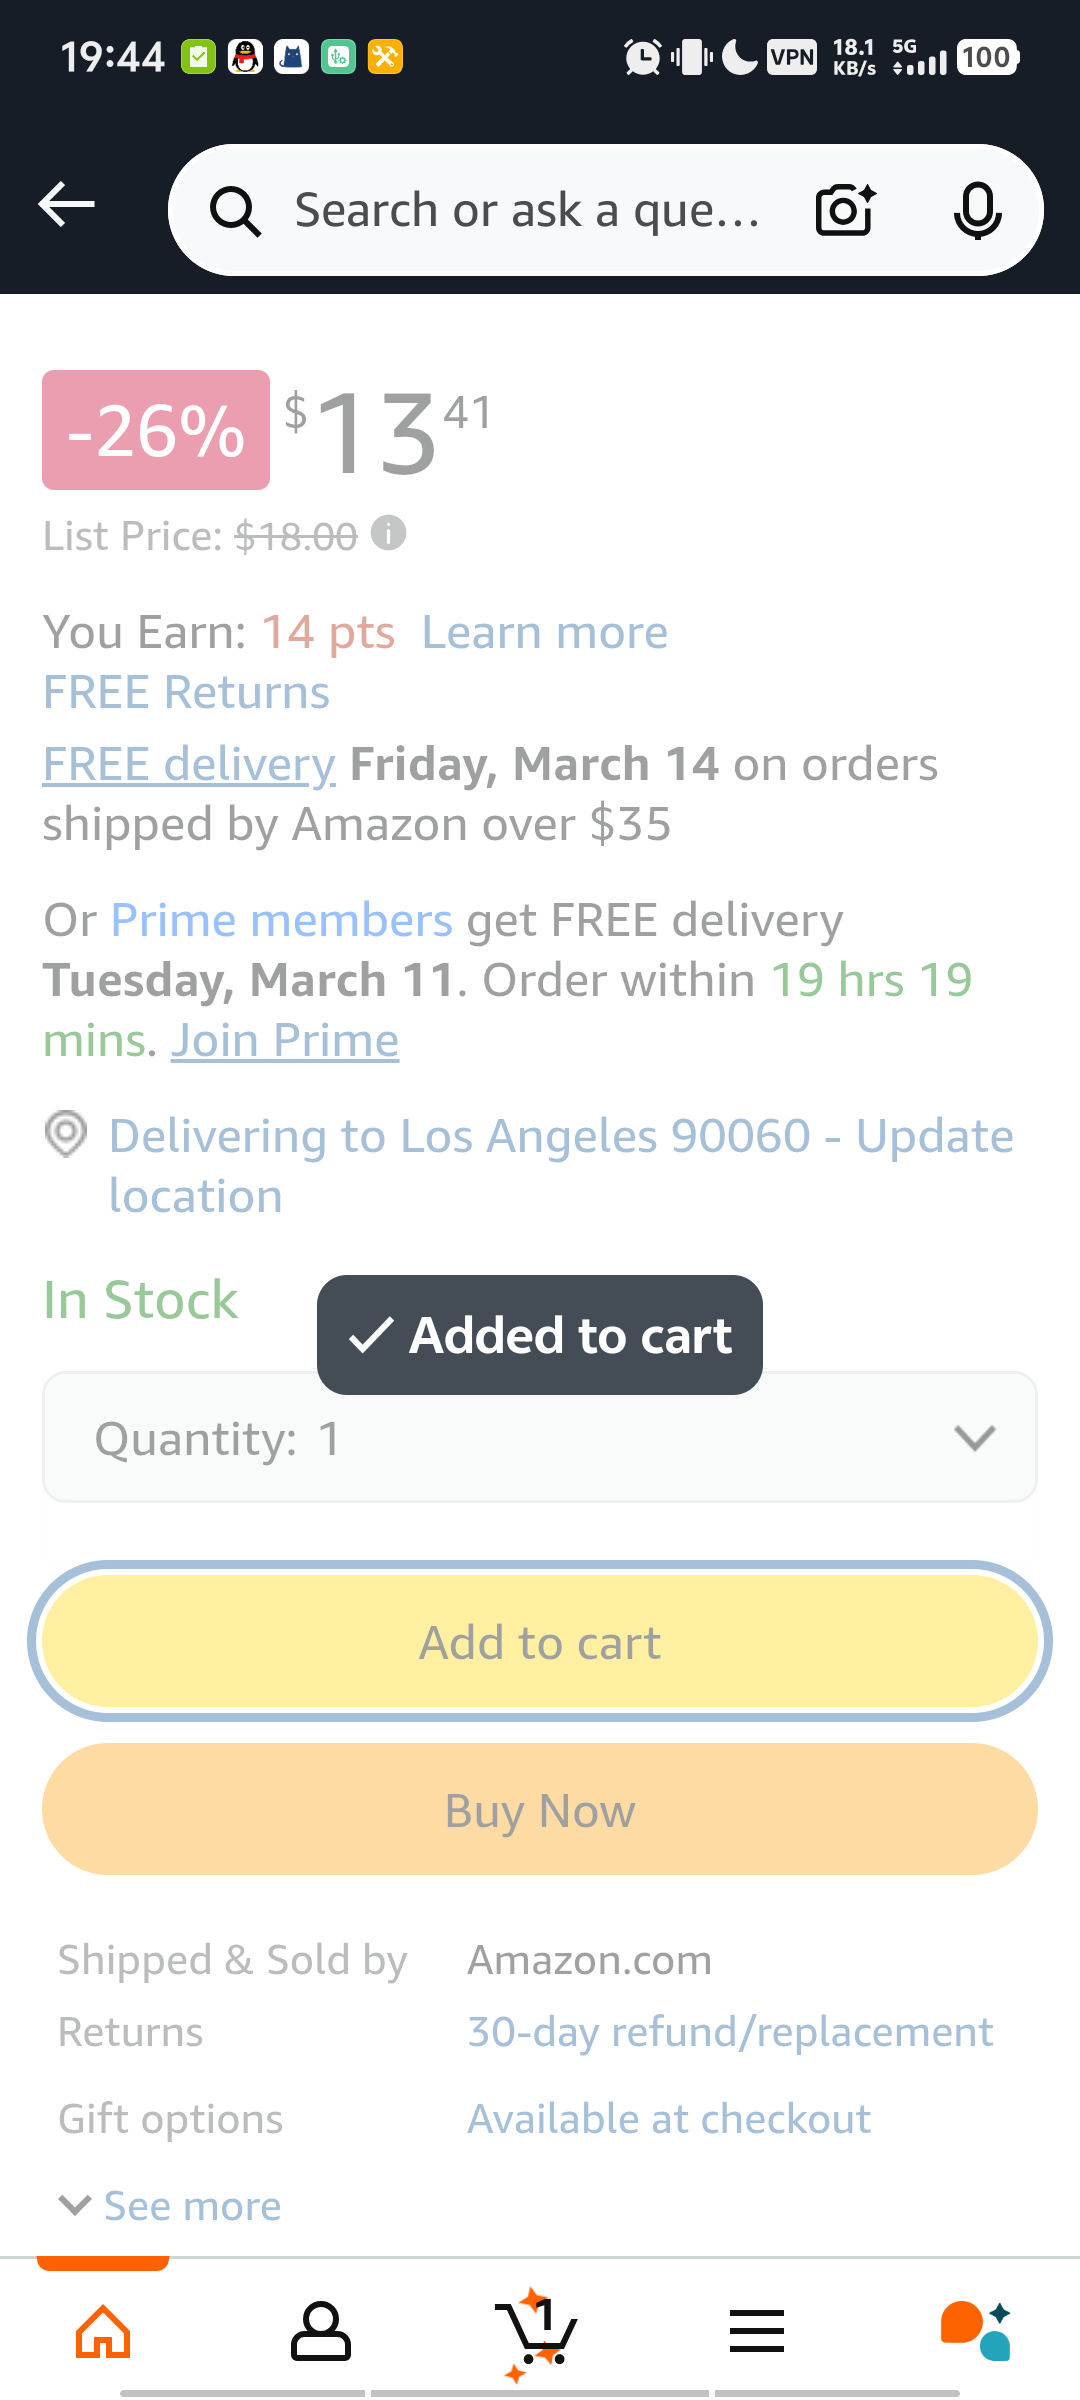 19:44
VPN
18.1
KB/s
5G
100
Search or ask a que...
-26%
$13 41
List Price: $18.00
You Earn: 14 pts Learn more
FREE Returns
FREE delivery Friday, March 14 on orders
shipped by Amazon over $35
Or Prime members get FREE delivery
Tuesday, March 11. Order within 19 hrs 19
mins. Join Prime
Delivering to Los Angeles 90060 - Update
location
In Stock
Added to cart
Quantity: 1
Add to cart
Buy Now
Shipped & Sold by Amazon.com
Returns 30-day refund/replacement
Gift options Available at checkout
See more
1